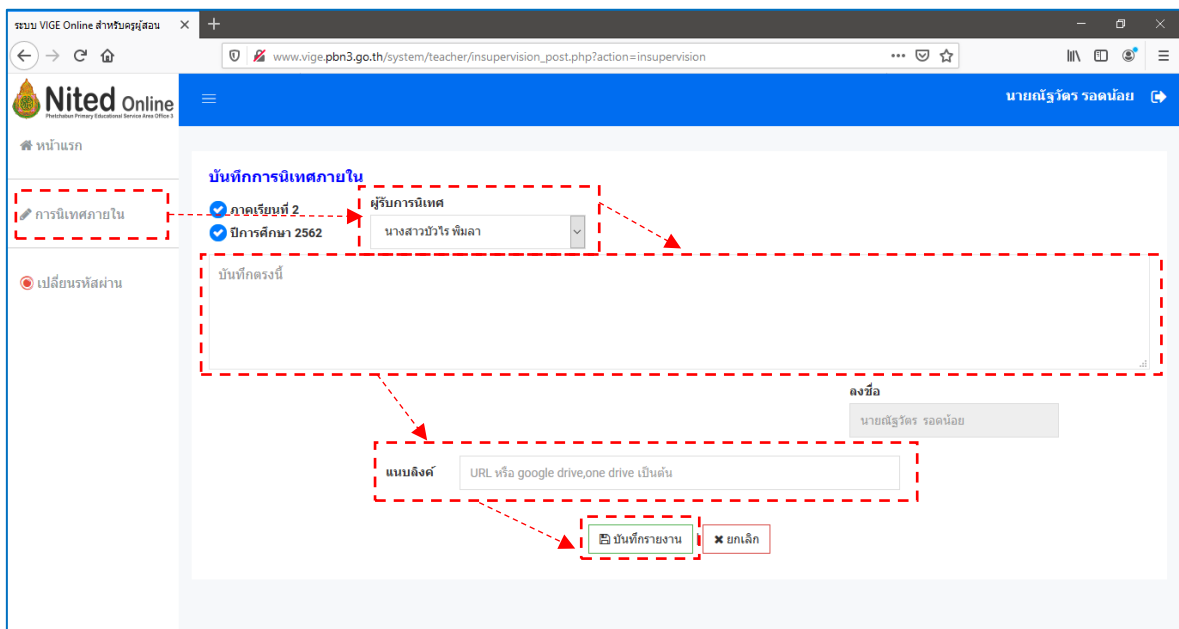 ระบบ VIGE Online สำหรับครูผู้สอน
www.vige.pbn3.go.th/system/teacher/insupervision_post.php?action=insupervision
Nited Online
Phetchabun Primary Educational Service Area Office 3
นายณัฐวัตร รอดน้อย
หน้าแรก
บันทึกการนิเทศภายใน
การนิเทศภายใน
ภาคเรียนที่ 2
ปีการศึกษา 2562
ผู้รับการนิเทศ
นางสาวบัวไร พิมลา
เปลี่ยนรหัสผ่าน
บันทึกตรงนี้
ลงชื่อ
นายณัฐวัตร รอดน้อย
แนบลิงค์
URL หรือ google drive,one drive เป็นต้น
บันทึกรายงาน
ยกเลิก